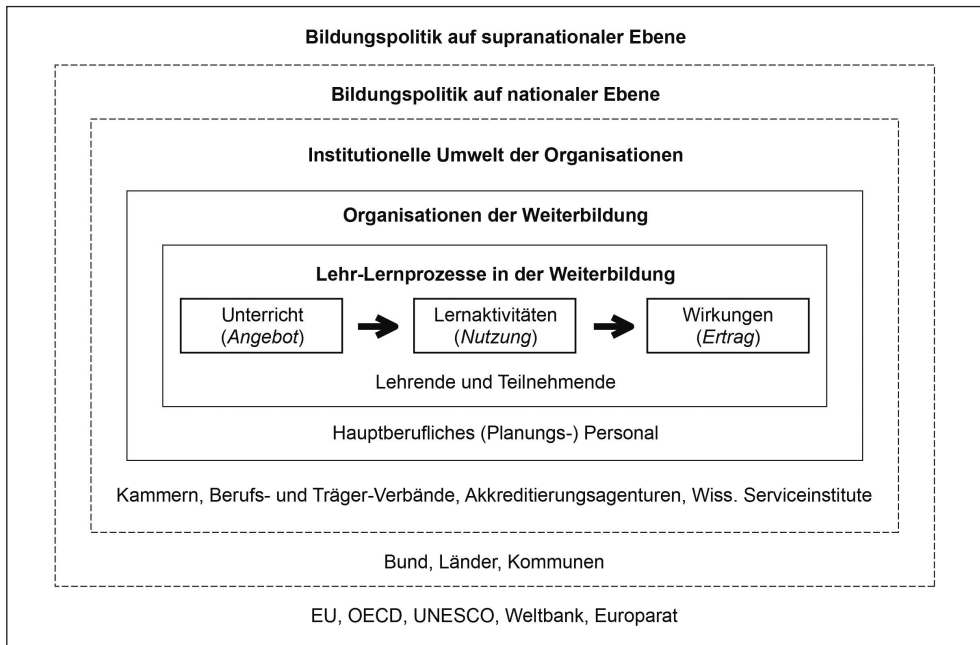 Bildungspolitik auf supranationaler Ebene
Bildungspolitik auf nationaler Ebene
Institutionelle Umwelt der Organisationen
Organisationen der Weiterbildung
Lehr-Lernprozesse in der Weiterbildung
Unterricht
(Angebot)
Lernaktivitäten
(Nutzung)
Wirkungen
(Ertrag)
Lehrende und Teilnehmende
Hauptberufliches (Planungs-) Personal
Kammern, Berufs- und Träger-Verbände, Akkreditierungsagenturen, Wiss. Serviceinstitute
Bund, Länder, Kommunen
EU, OECD, UNESCO, Weltbank, Europarat